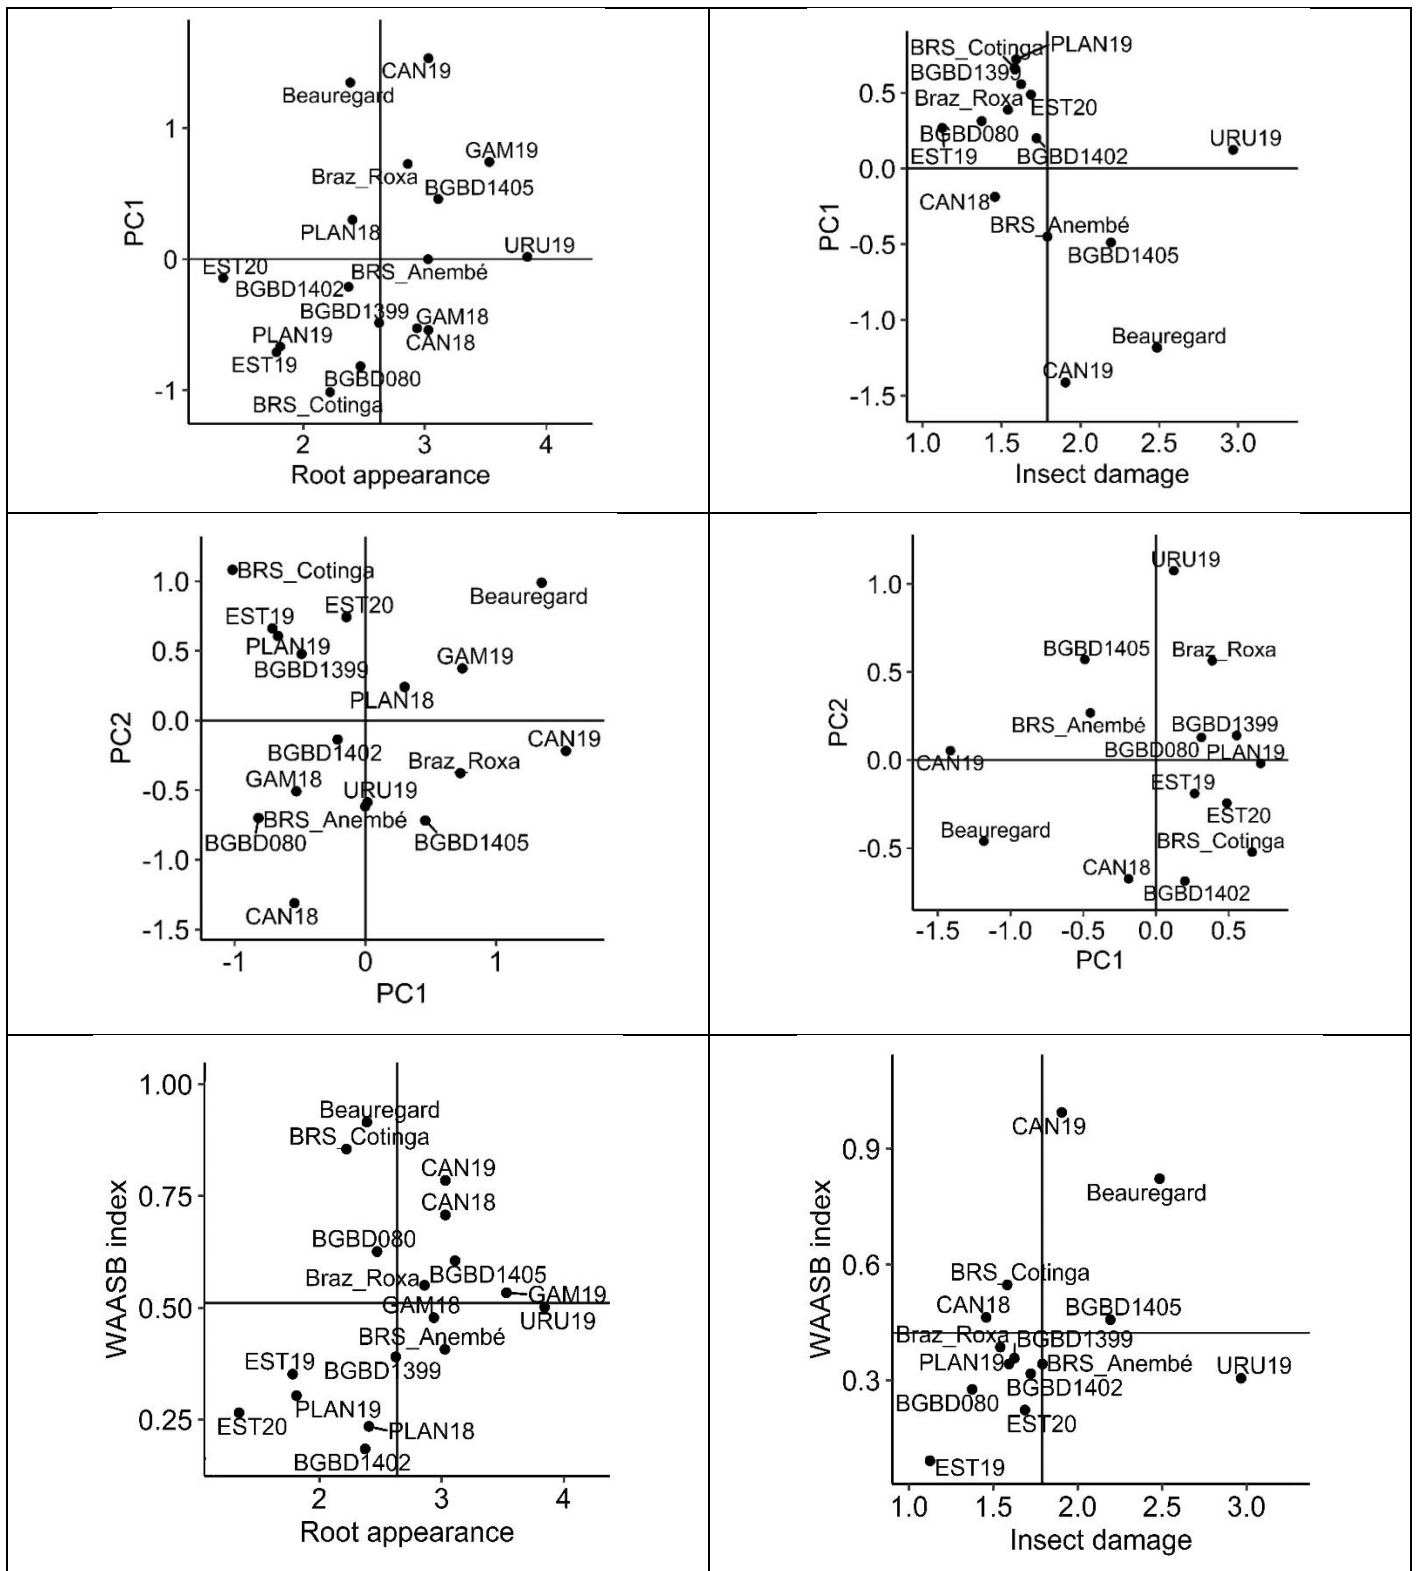 PC1
1
0
-1
CAN19
Beauregard
GAM19
Braz_Roxa
BGBD1405
PLAN18
URU19
EST20
BRS_Anembé
BGBD1402
BGBD1399
GAM18
PLAN19
CAN18
EST19
BGBD080
BRS_Cotinga
2 3 4
Root appearance
PC1
0.5
0.0
-0.5
-1.0
-1.5
BRS_Cotinga
PLAN19
BGBD1399
Braz_Roxa
EST20
BGBD080
URU19
EST19
BGBD1402
CAN18
BRS_Anembé
BGBD1405
Beauregard
CAN19
1.0 1.5 2.0 2.5 3.0
Insect damage
PC2
1.0
0.5
0.0
-0.5
-1.0
-1.5
BRS_Cotinga
Beauregard
EST20
EST19
PLAN19
GAM19
BGBD1399
PLAN18
CAN19
BGBD1402
Braz_Roxa
GAM18
URU19
BRS_Anembé
BGBD080
BGBD1405
CAN18
-1 0 1
PC1
PC2
1.0
0.5
0.0
-0.5
URU19
BGBD1405
Braz_Roxa
BRS_Anembé
BGBD1399
BGBD080
PLAN19
CAN19
EST19
EST20
Beauregard
BRS_Cotinga
CAN18
BGBD1402
-1.5 -1.0 -0.5 0.0 0.5
PC1
WAASB index
1.00
0.75
0.50
0.25
Beauregard
BRS_Cotinga
CAN19
CAN18
BGBD080
Braz_Roxa
BGBD1405
GAM18
GAM19
URU19
BRS_Anembé
EST19
BGBD1399
PLAN19
EST20
PLAN18
BGBD1402
2 3 4
Root appearance
WAASB index
0.9
0.6
0.3
CAN19
Beauregard
BRS_Cotinga
CAN18
BGBD1405
Braz_Roxa
BGBD1399
PLAN19
BRS_Anembé
URU19
BGBD1402
BGBD080
EST20
EST19
1.0 1.5 2.0 2.5 3.0
Insect damage